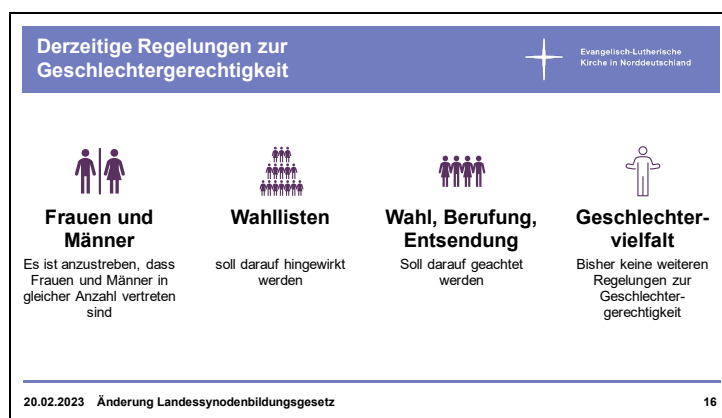 Derzeitige Regelungen zur
Geschlechtergerechtigkeit
Evangelisch-Lutherische
Kirche in Norddeutschland
Frauen und
Männer
Es ist anzustreben, dass
Frauen und Männer in
gleicher Anzahl vertreten
sind
Wahllisten
soll darauf hingewirkt
werden
Wahl, Berufung,
Entsendung
Soll darauf geachtet
werden
Geschlechter-
vielfalt
Bisher keine weiteren
Regelungen zur
Geschlechter-
gerechtigkeit
20.02.2023 Änderung Landessynodenbildungsgesetz 16